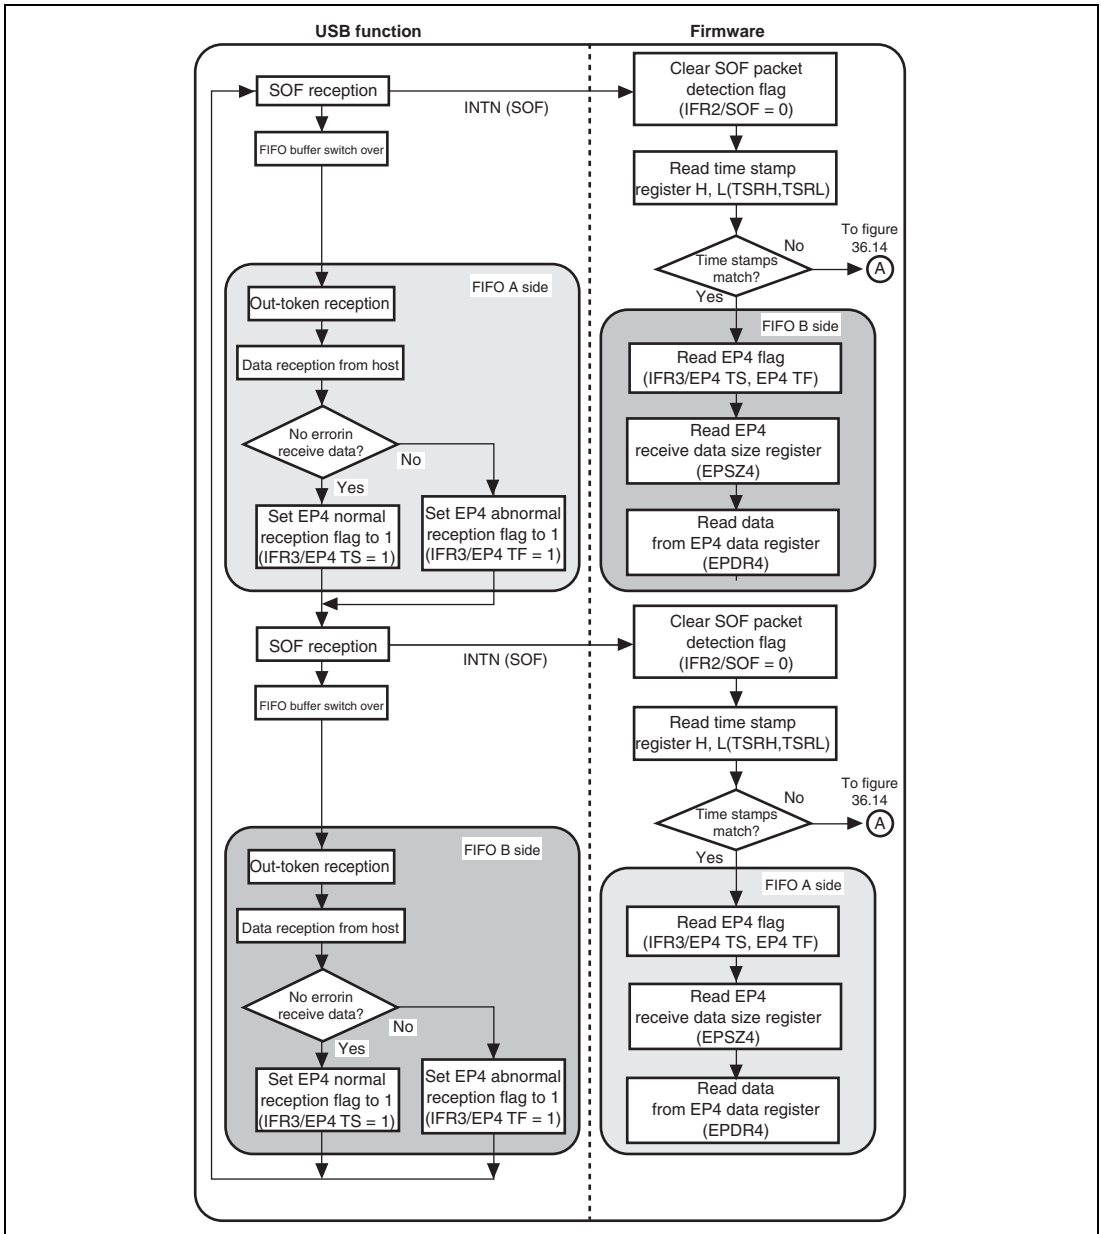 USB function
Firmware
SOF reception
INTN (SOF)
Clear SOF packet
detection flag
(IFR2/SOF = 0)
FIFO buffer switch over
Read time stamp
register H, L(TSRH,TSRL)
Time stamps
match?
No
To figure
36.14
A
Yes
FIFO A side
Out-token reception
Data reception from host
No errorin
receive data?
No
Yes
Set EP4 normal
reception flag to 1
(IFR3/EP4 TS = 1)
Set EP4 abnormal
reception flag to 1
(IFR3/EP4 TF = 1)
FIFO B side
Read EP4 flag
(IFR3/EP4 TS, EP4 TF)
Read EP4
receive data size register
(EPSZ4)
Read data
from EP4 data register
(EPDR4)
SOF reception
INTN (SOF)
Clear SOF packet
detection flag
(IFR2/SOF = 0)
FIFO buffer switch over
Read time stamp
register H, L(TSRH,TSRL)
Time stamps
match?
No
To figure
36.14
A
Yes
FIFO B side
Out-token reception
Data reception from host
No errorin
receive data?
No
Yes
Set EP4 normal
reception flag to 1
(IFR3/EP4 TS = 1)
Set EP4 abnormal
reception flag to 1
(IFR3/EP4 TF = 1)
FIFO A side
Read EP4 flag
(IFR3/EP4 TS, EP4 TF)
Read EP4
receive data size register
(EPSZ4)
Read data
from EP4 data register
(EPDR4)